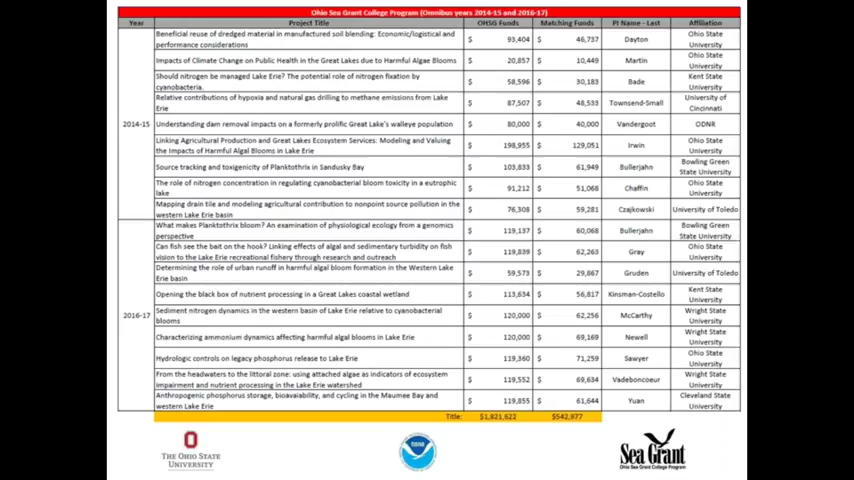 Ohio Sea Grant College Program (Omnibus years 2014-15 and 2016-17)
Year Project Title OHSG Funds Matching Funds PI Name - Last Affiliation
2014-15
Beneficial reuse of dredged material in manufactured soil blending: Economic/logistical and performance considerations $ 93,404 $ 46,737 Dayton Ohio State University
Impacts of Climate Change on Public Health in the Great Lakes due to Harmful Algae Blooms $ 20,857 $ 10,449 Martin Ohio State University
Should nitrogen be managed Lake Erie? The potential role of nitrogen fixation by cyanobacteria. $ 58,596 $ 30,183 Bade Kent State University
Relative contributions of hypoxia and natural gas drilling to methane emissions from Lake Erie $ 87,507 $ 48,533 Townsend-Small University of Cincinnati
Understanding dam removal impacts on a formerly prolific Great Lake's walleye population $ 80,000 $ 40,000 Vandergoot ODNR
Linking Agricultural Production and Great Lakes Ecosystem Services: Modeling and Valuing the Impacts of Harmful Algal Blooms in Lake Erie $ 198,955 $ 129,051 Irwin Ohio State University
Source tracking and toxigenicity of Planktothrix in Sandusky Bay $ 103,833 $ 61,949 Bullerjahn Bowling Green State University
The role of nitrogen concentration in regulating cyanobacterial bloom toxicity in a eutrophic lake $ 91,212 $ 51,068 Chaffin Ohio State University
Mapping drain tile and modeling agricultural contribution to nonpoint source pollution in the western Lake Erie basin $ 76,308 $ 59,281 Czajkowski University of Toledo
2016-17
What makes Planktothrix bloom? An examination of physiological ecology from a genomics perspective $ 119,137 $ 60,068 Bullerjahn Bowling Green State University
Can fish see the bait on the hook? Linking effects of algal and sedimentary turbidity on fish vision to the Lake Erie recreational fishery through research and outreach $ 119,839 $ 62,263 Gray Ohio State University
Determining the role of urban runoff in harmful algal bloom formation in the Western Lake Erie basin $ 59,573 $ 29,867 Gruden University of Toledo
Opening the black box of nutrient processing in a Great Lakes coastal wetland $ 113,634 $ 56,817 Kinsman-Costello Kent State University
Sediment nitrogen dynamics in the western basin of Lake Erie relative to cyanobacterial blooms $ 120,000 $ 62,256 McCarthy Wright State University
Characterizing ammonium dynamics affecting harmful algal blooms in Lake Erie $ 120,000 $ 69,169 Newell Wright State University
Hydrologic controls on legacy phosphorus release to Lake Erie $ 119,360 $ 71,259 Sawyer Ohio State University
From the headwaters to the littoral zone: using attached algae as indicators of ecosystem impairment and nutrient processing in the Lake Erie watershed $ 119,552 $ 69,634 Vadeboncoeur Wright State University
Anthropogenic phosphorus storage, bioavaiability, and cycling in the Maumee Bay and western Lake Erie $ 119,855 $ 61,644 Yuan Cleveland State University
Title: $1,821,622 $542,977
THE OHIO STATE
UNIVERSITY
NOAA
Sea Grant
Ohio Sea Grant College Program